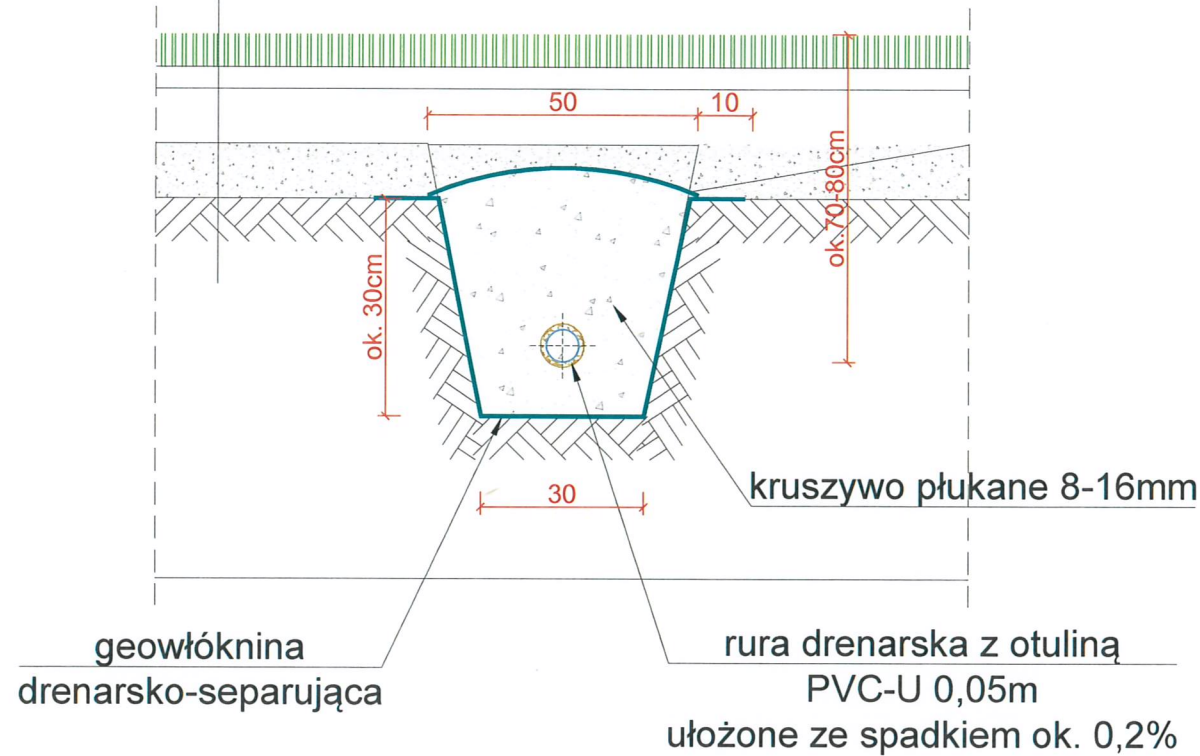 50
10
ok.70-80cm
ok. 30cm
kruszywo płukane 8-16mm
30
geowłóknina
drenarsko-separująca
rura drenarska z otuliną
PVC-U 0,05m
ułożone ze spadkiem ok. 0,2%